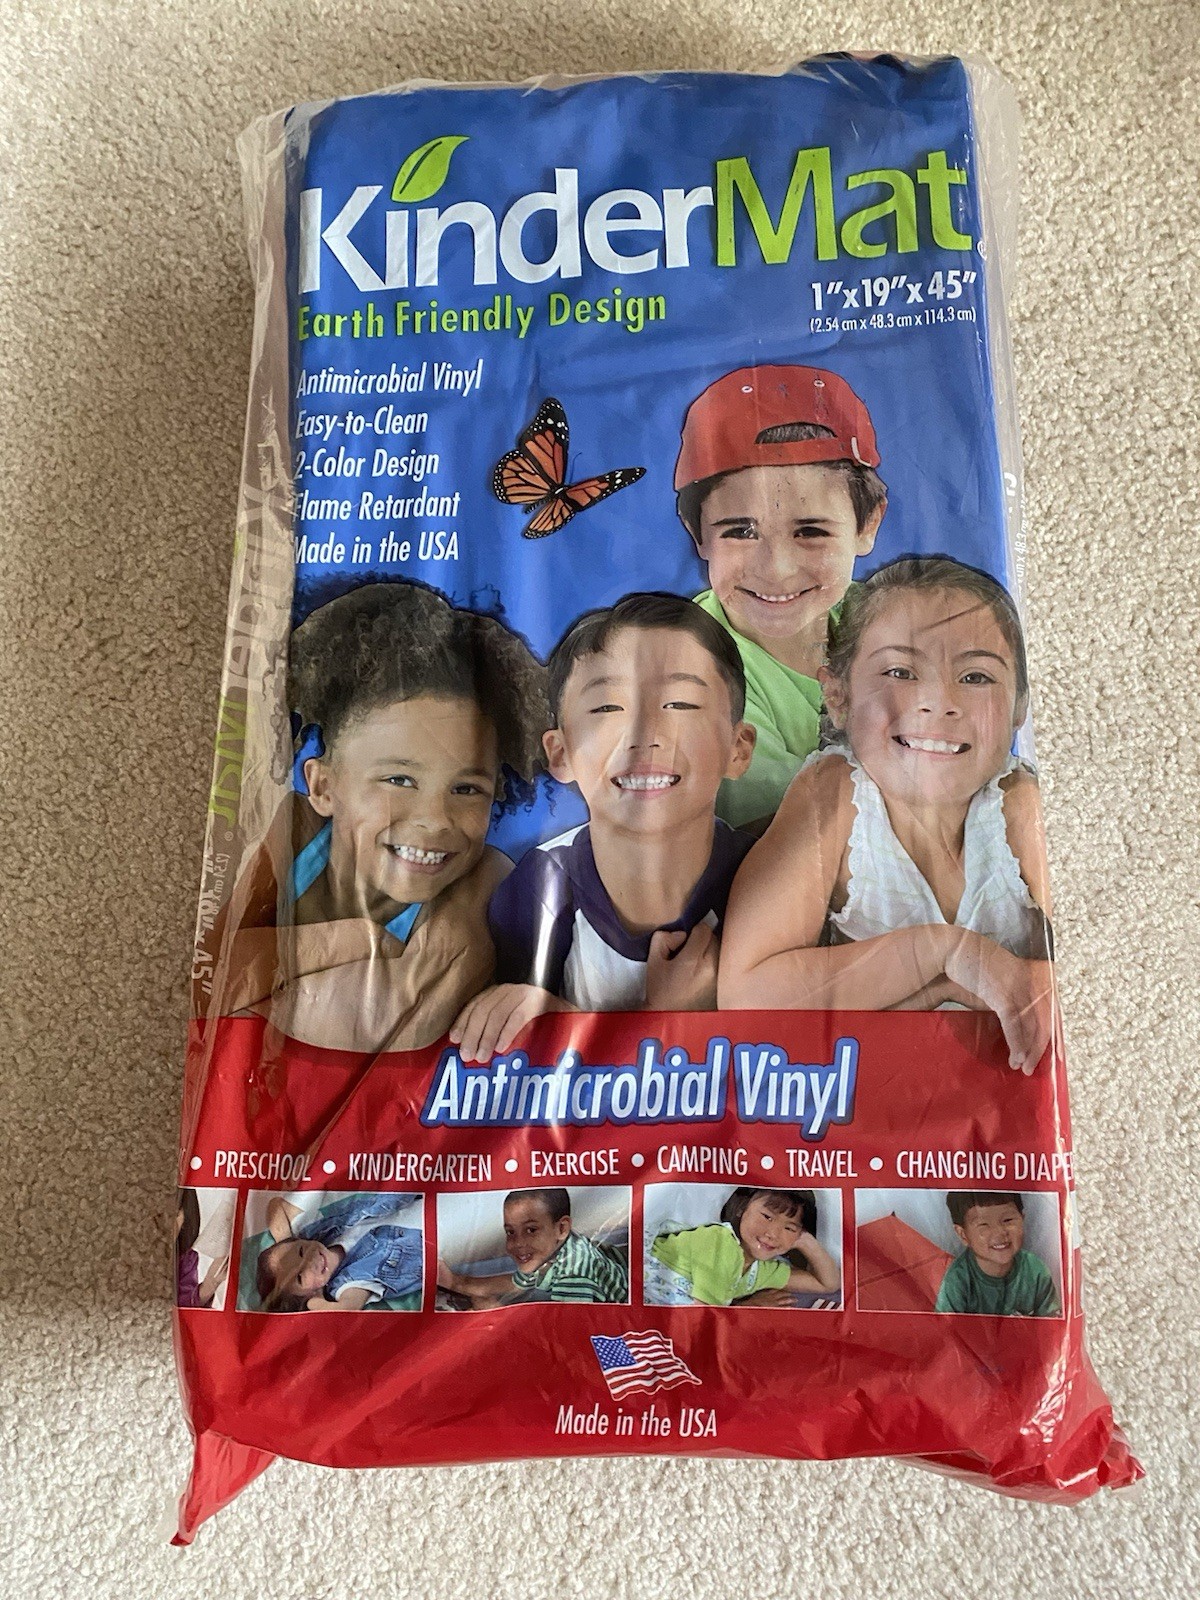 KinderMat
Earth Friendly Design
1"x19"x45"
(2.54 cm x 48.3 cm x 114.3 cm)
Antimicrobial Vinyl
Easy-to-Clean
2-Color Design
Flame Retardant
Made in the USA
Antimicrobial Vinyl
• PRESCHOOL • KINDERGARTEN • EXERCISE • CAMPING • TRAVEL • CHANGING DIAPE
Made in the USA
KinderMat®